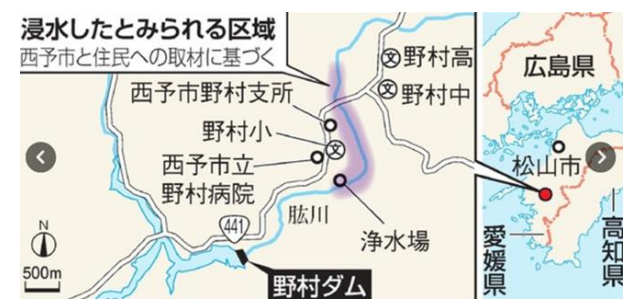 浸水したとみられる区域
西予市と住民への取材に基づく
文野村高
文野村中
西予市野村支所
野村小
文
西予市立
野村病院
肱川
浄水場
441
N
500m
野村ダム
広島県
松山市
愛媛県
高知県